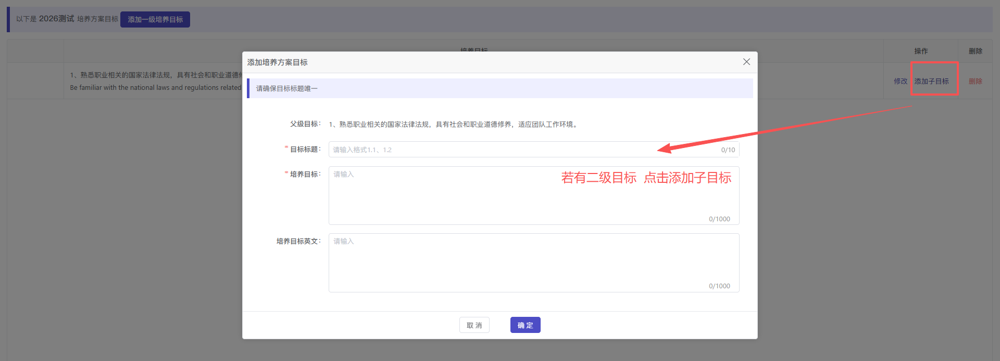 以下是 2026测试 培养方案目标 添加一级培养目标
培养目标 操作 删除
1、熟悉职业相关的国家法律法规，具有社会和职业道德修
Be familiar with the national laws and regulations related
修改 添加子目标 删除
添加培养方案目标
请确保目标标题唯一
父级目标： 1、熟悉职业相关的国家法律法规，具有社会和职业道德修养，适应团队工作环境。
* 目标标题： 请输入格式1.1、1.2 0/10
* 培养目标： 请输入
若有二级目标 点击添加子目标
0/1000
培养目标英文： 请输入
0/1000
取 消 确 定